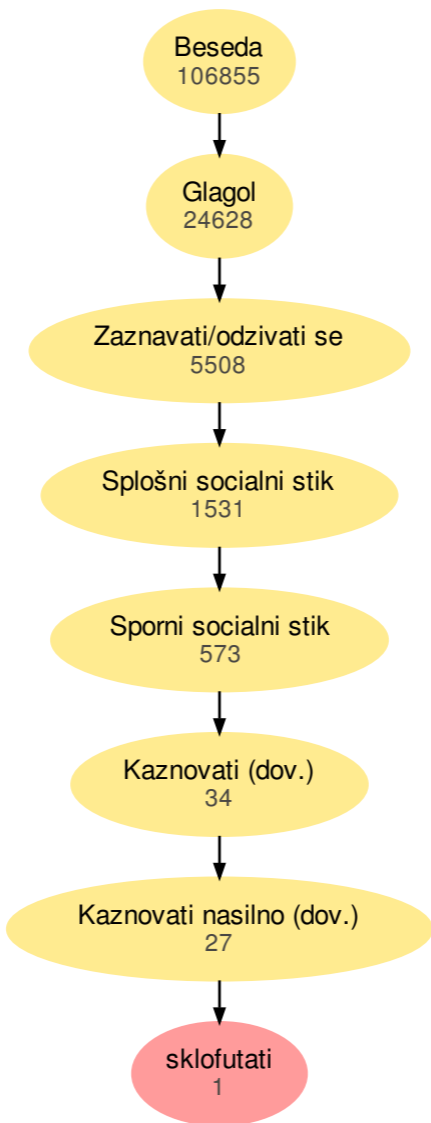 Beseda
106855
Glagol
24628
Zaznavati/odzivati se
5508
Splošni socialni stik
1531
Sporni socialni stik
573
Kaznovati (dov.)
34
Kaznovati nasilno (dov.)
27
sklofutati
1